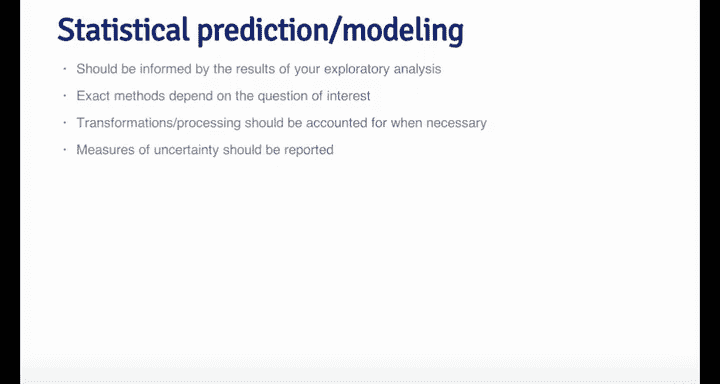 Statistical prediction/modeling
· Should be informed by the results of your exploratory analysis
· Exact methods depend on the question of interest
· Transformations/processing should be accounted for when necessary
· Measures of uncertainty should be reported